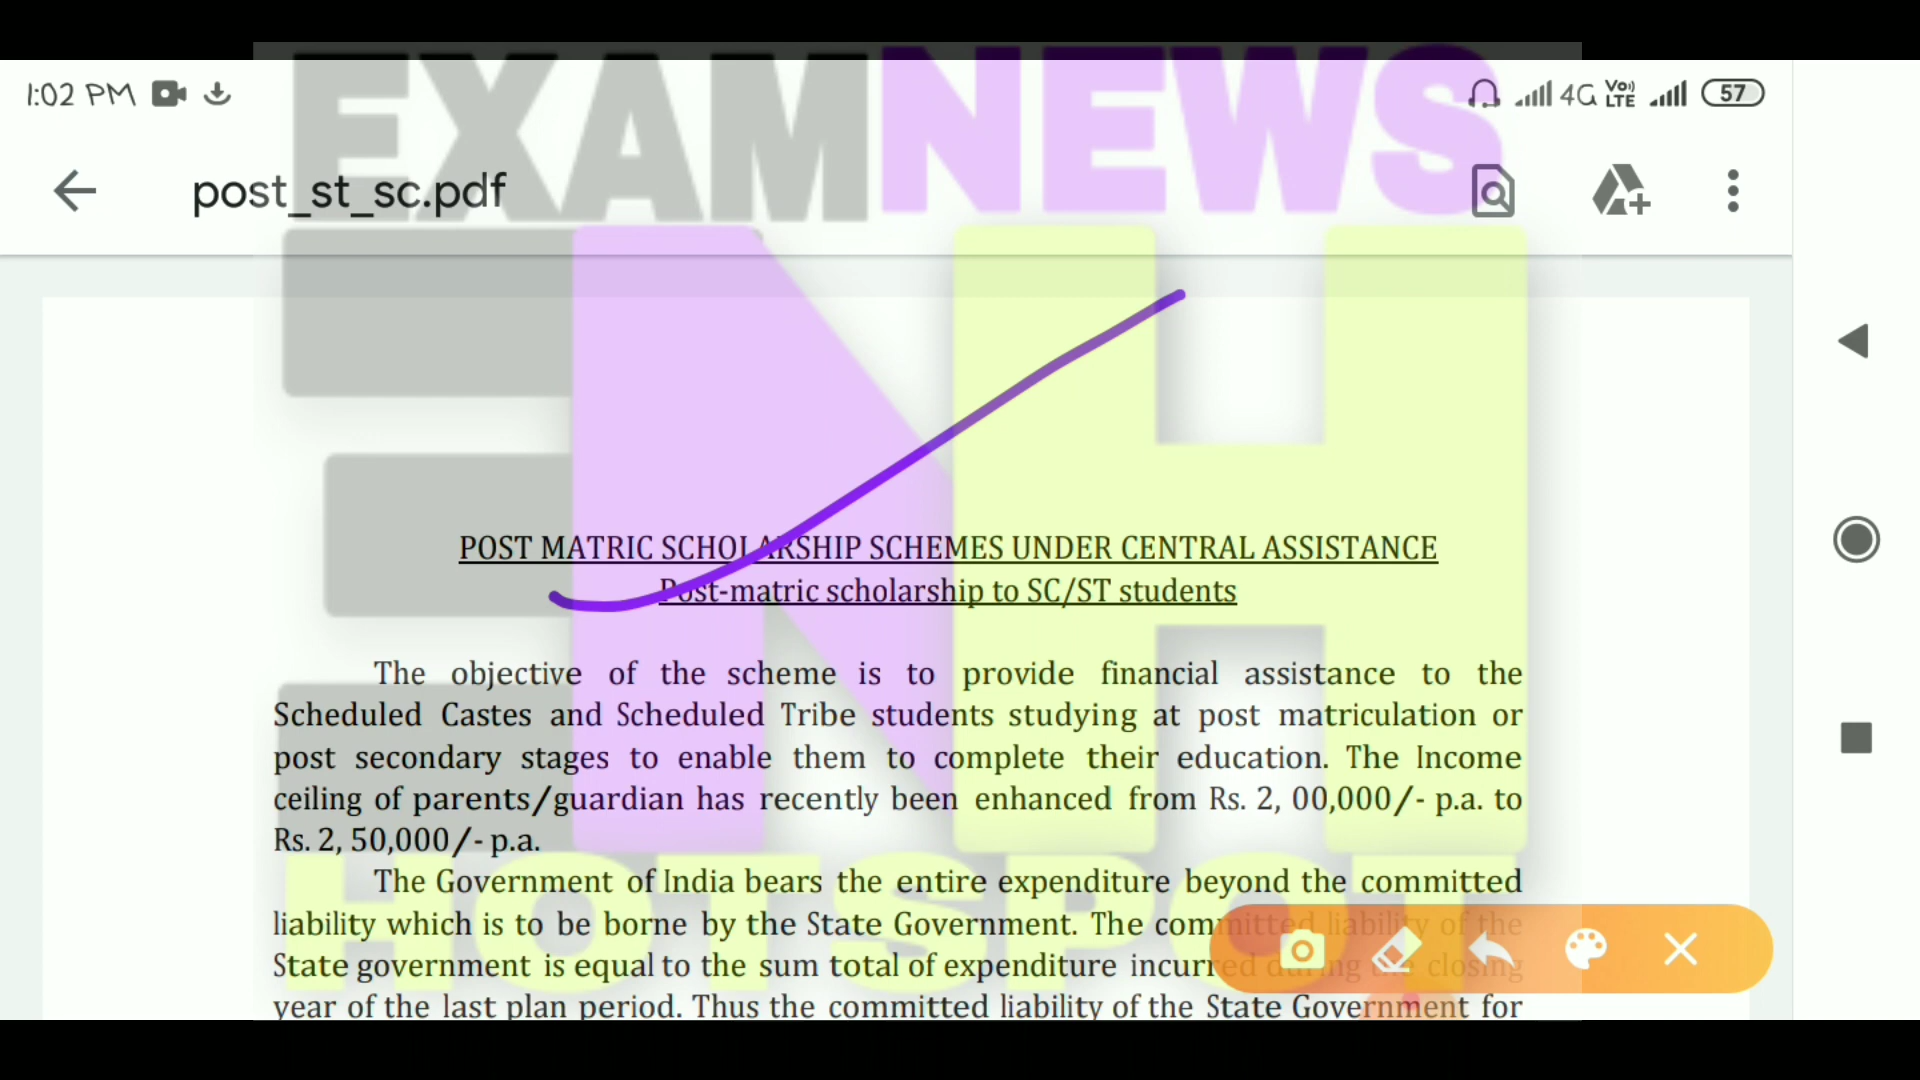 EXAMNEWS
1:02 PM
4G Vo)) LTE
57
post_st_sc.pdf
POST MATRIC SCHOLARSHIP SCHEMES UNDER CENTRAL ASSISTANCE
Post-matric scholarship to SC/ST students
The objective of the scheme is to provide financial assistance to the
Scheduled Castes and Scheduled Tribe students studying at post matriculation or
post secondary stages to enable them to complete their education. The Income
ceiling of parents/guardian has recently been enhanced from Rs. 2, 00,000/- p.a. to
Rs. 2, 50,000/- p.a.
The Government of India bears the entire expenditure beyond the committed
liability which is to be borne by the State Government. The committed liability of the
State government is equal to the sum total of expenditure incurred during the closing
year of the last plan period. Thus the committed liability of the State Government for
ENH
HOTSPOT